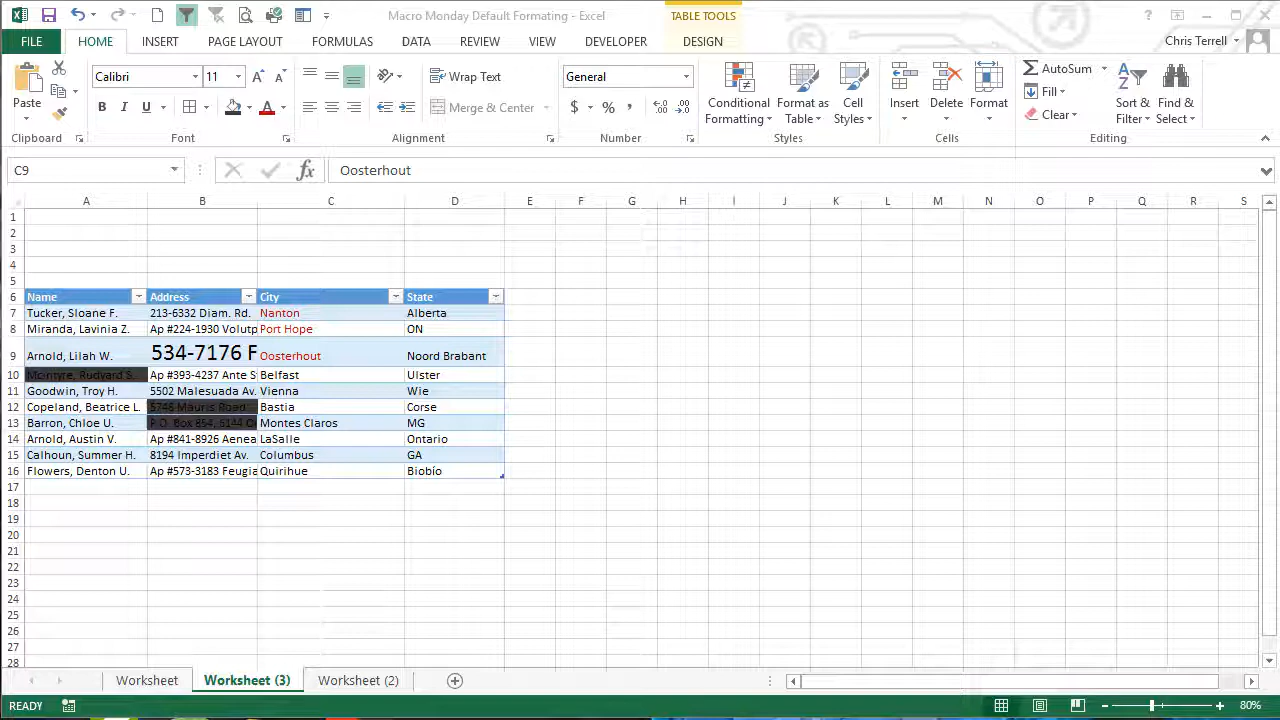 Macro Monday Default Formating - Excel
TABLE TOOLS
FILE HOME INSERT PAGE LAYOUT FORMULAS DATA REVIEW VIEW DEVELOPER DESIGN Chris Terrell
Paste
Calibri 11
Wrap Text
General
Conditional Formatting
Format as Table
Cell Styles
Insert Delete Format
AutoSum
Fill
Clear
Sort & Filter
Find & Select
B I U
Merge & Center
$ % ,
Clipboard Font Alignment Number Styles Cells Editing
C9 fx Oosterhout
A B C D E F G H I J K L M N O P Q R S
1
2
3
4
5
6 Name Address City State
7 Tucker, Sloane F. 213-6332 Diam. Rd. Nanton Alberta
8 Miranda, Lavinia Z. Ap #224-1930 Volutp Port Hope ON
9 Arnold, Lilah W. 534-7176 F Oosterhout Noord Brabant
10 Mcintyre, Rudyard S. Ap #393-4237 Ante S Belfast Ulster
11 Goodwin, Troy H. 5502 Malesuada Av. Vienna Wie
12 Copeland, Beatrice L. 5746 Mauris Road Bastia Corse
13 Barron, Chloe U. P.O. Box 854, 6144 Montes Claros MG
14 Arnold, Austin V. Ap #841-8926 Aenea LaSalle Ontario
15 Calhoun, Summer H. 8194 Imperdiet Av. Columbus GA
16 Flowers, Denton U. Ap #573-3183 Feugia Quirihue Biobío
17
18
19
20
21
22
23
24
25
26
27
28
Worksheet Worksheet (3) Worksheet (2)
READY 80%